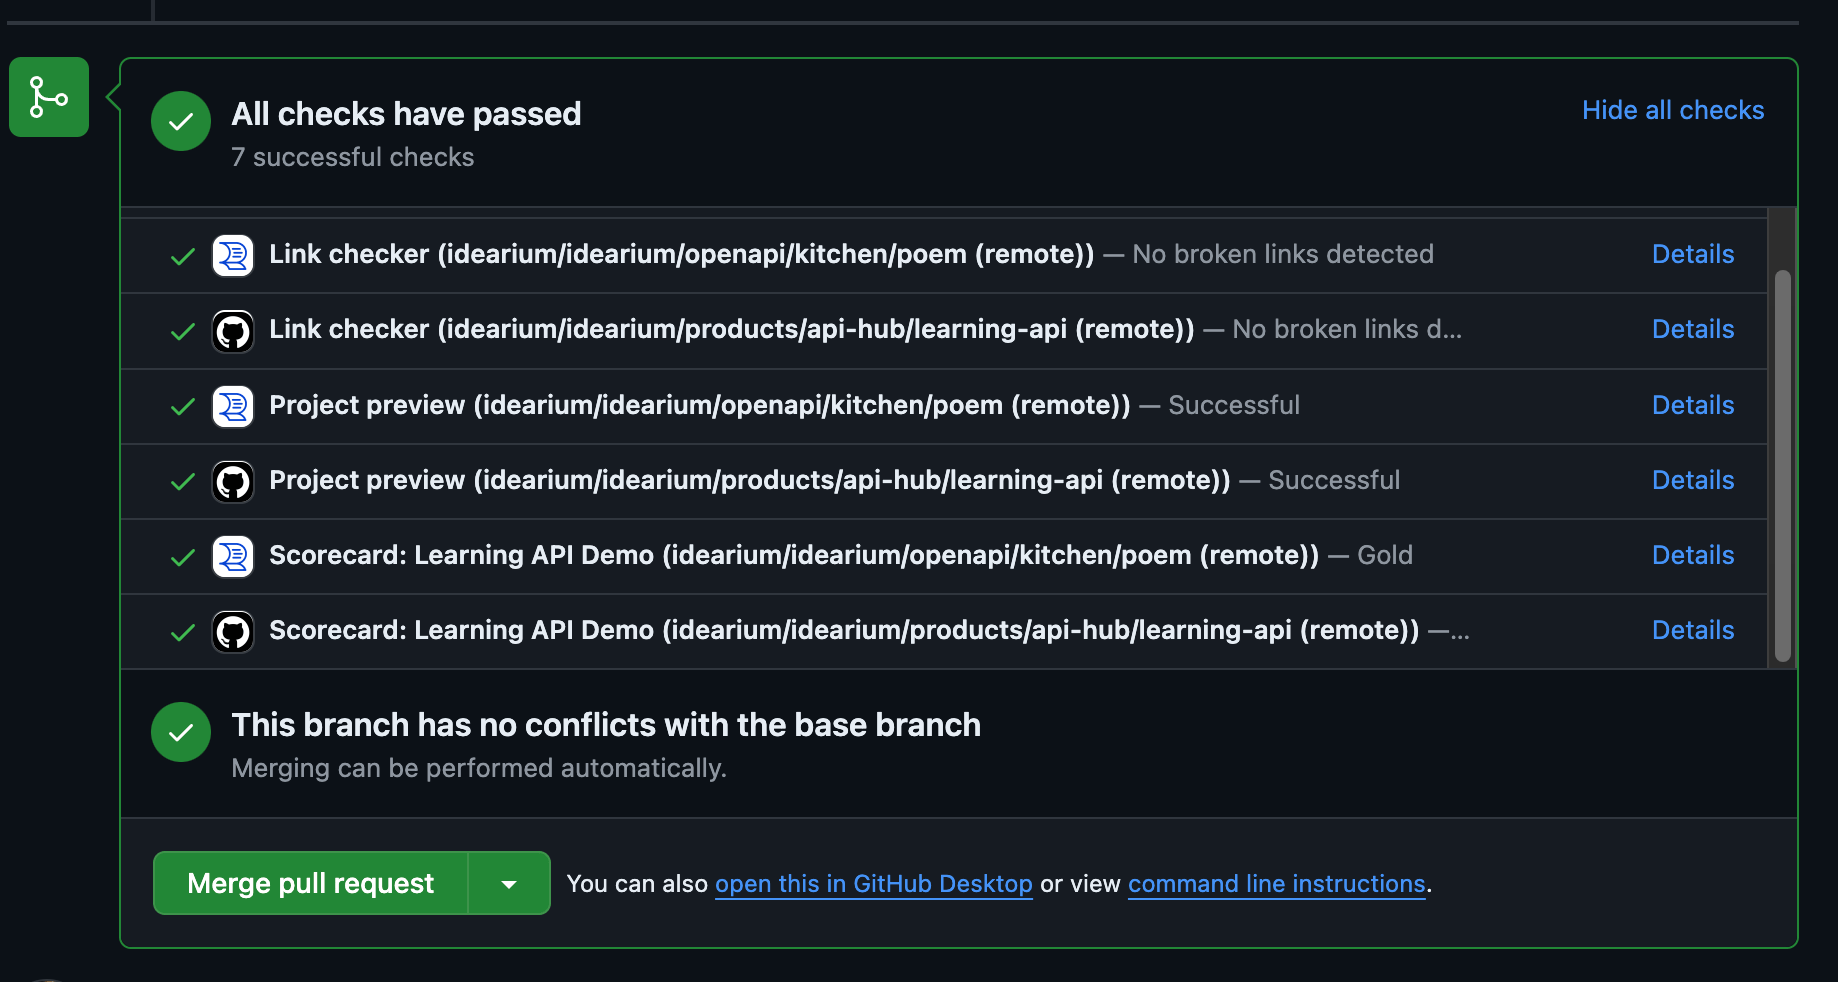 All checks have passed
Hide all checks
7 successful checks
Link checker (idearium/idearium/openapi/kitchen/poem (remote)) — No broken links detected
Details
Link checker (idearium/idearium/products/api-hub/learning-api (remote)) — No broken links d...
Details
Project preview (idearium/idearium/openapi/kitchen/poem (remote)) — Successful
Details
Project preview (idearium/idearium/products/api-hub/learning-api (remote)) — Successful
Details
Scorecard: Learning API Demo (idearium/idearium/openapi/kitchen/poem (remote)) — Gold
Details
Scorecard: Learning API Demo (idearium/idearium/products/api-hub/learning-api (remote)) —...
Details
This branch has no conflicts with the base branch
Merging can be performed automatically.
Merge pull request
You can also open this in GitHub Desktop or view command line instructions.